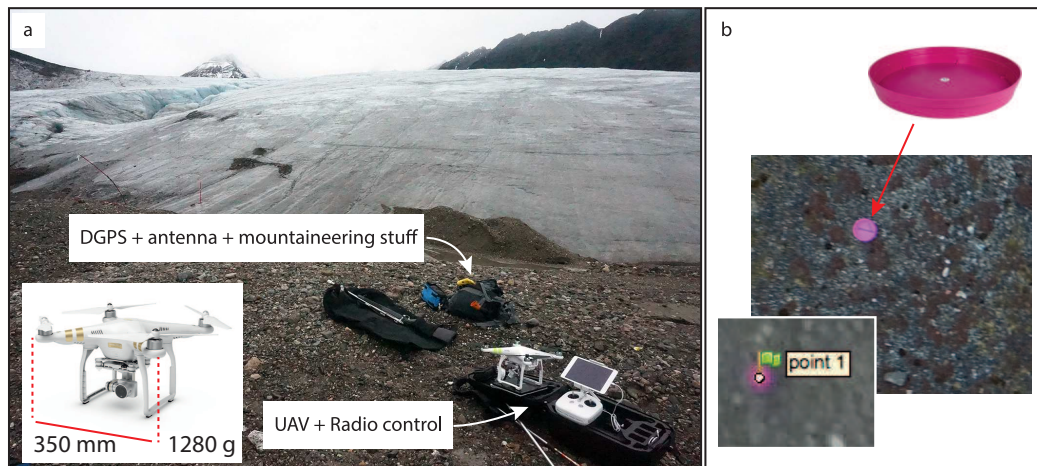 a
DGPS + antenna + mountaineering stuff
UAV + Radio control
350 mm
1280 g
b
point 1